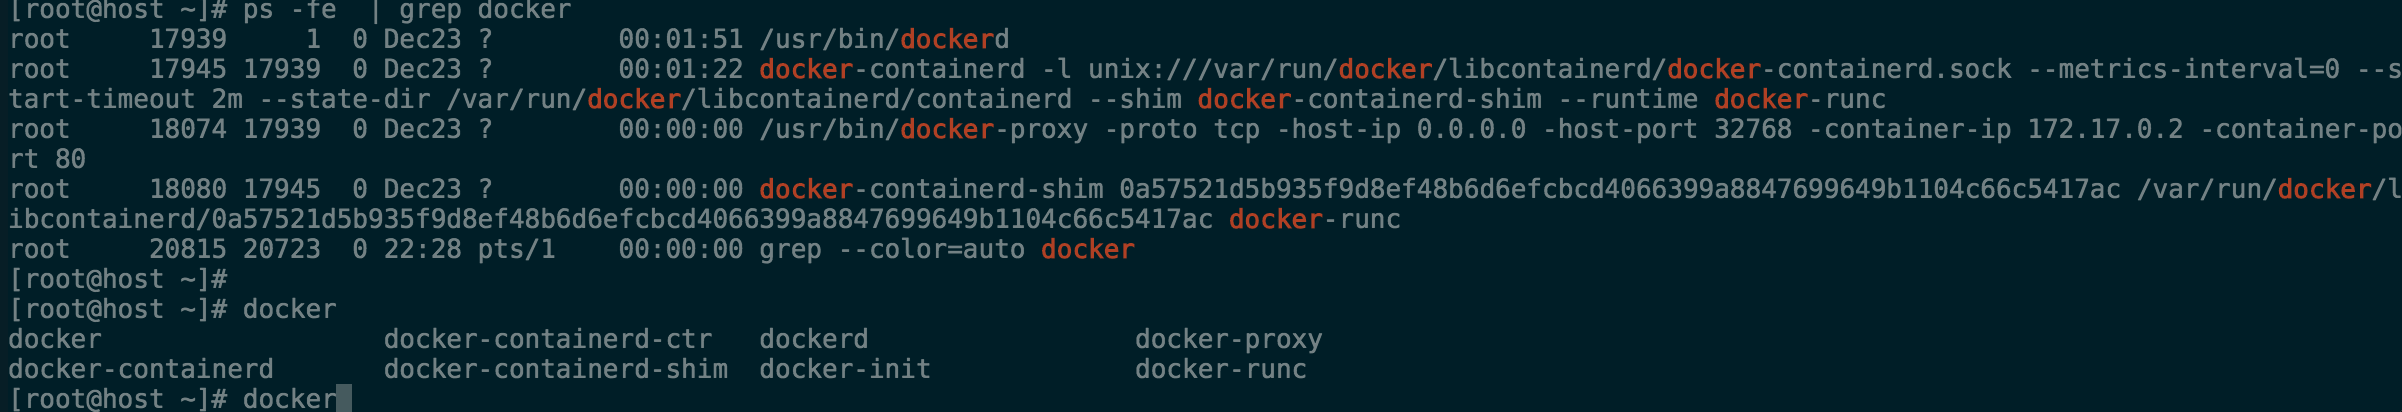 [root@host ~]# ps -fe  | grep docker
root     17939     1  0 Dec23 ?        00:01:51 /usr/bin/dockerd
root     17945 17939  0 Dec23 ?        00:01:22 docker-containerd -l unix:///var/run/docker/libcontainerd/docker-containerd.sock --metrics-interval=0 --s
tart-timeout 2m --state-dir /var/run/docker/libcontainerd/containerd --shim docker-containerd-shim --runtime docker-runc
root     18074 17939  0 Dec23 ?        00:00:00 /usr/bin/docker-proxy -proto tcp -host-ip 0.0.0.0 -host-port 32768 -container-ip 172.17.0.2 -container-po
rt 80
root     18080 17945  0 Dec23 ?        00:00:00 docker-containerd-shim 0a57521d5b935f9d8ef48b6d6efcbcd4066399a8847699649b1104c66c5417ac /var/run/docker/l
ibcontainerd/0a57521d5b935f9d8ef48b6d6efcbcd4066399a8847699649b1104c66c5417ac docker-runc
root     20815 20723  0 22:28 pts/1    00:00:00 grep --color=auto docker
[root@host ~]#
[root@host ~]# docker
docker                  docker-containerd-ctr   dockerd                 docker-proxy
docker-containerd       docker-containerd-shim  docker-init             docker-runc
[root@host ~]# docker